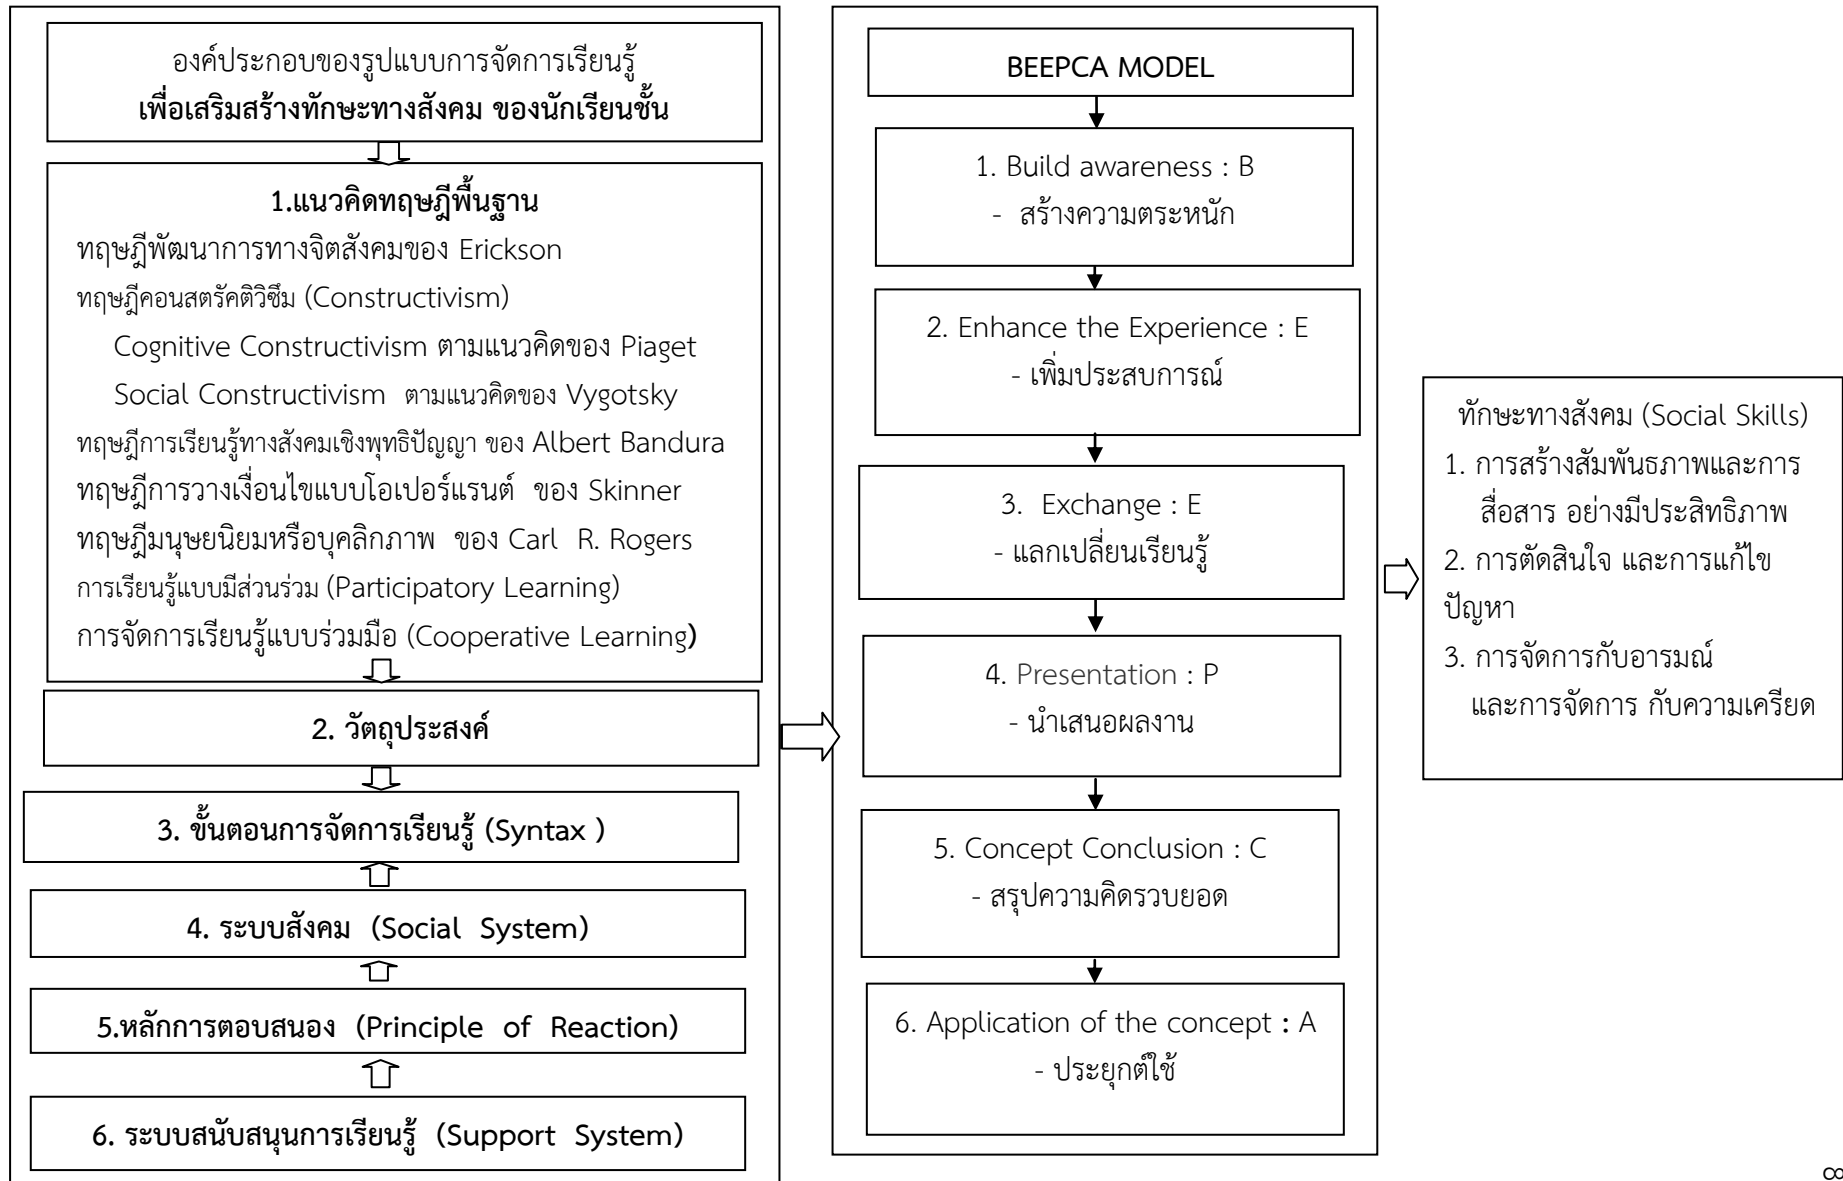 องค์ประกอบของรูปแบบการจัดการเรียนรู้
เพื่อเสริมสร้างทักษะทางสังคม ของนักเรียนชั้น
1.แนวคิดทฤษฎีพื้นฐาน
ทฤษฎีพัฒนาการทางจิตสังคมของ Erickson
ทฤษฎีคอนสตรัคติวิซึม (Constructivism)
Cognitive Constructivism ตามแนวคิดของ Piaget
Social Constructivism ตามแนวคิดของ Vygotsky
ทฤษฎีการเรียนรู้ทางสังคมเชิงพุทธิปัญญา ของ Albert Bandura
ทฤษฎีการวางเงื่อนไขแบบโอเปอร์แรนต์ ของ Skinner
ทฤษฎีมนุษยนิยมหรือบุคลิกภาพ ของ Carl R. Rogers
การเรียนรู้แบบมีส่วนร่วม (Participatory Learning)
การจัดการเรียนรู้แบบร่วมมือ (Cooperative Learning)
2. วัตถุประสงค์
3. ขั้นตอนการจัดการเรียนรู้ (Syntax )
4. ระบบสังคม (Social System)
5.หลักการตอบสนอง (Principle of Reaction)
6. ระบบสนับสนุนการเรียนรู้ (Support System)
BEEPCA MODEL
1. Build awareness : B
- สร้างความตระหนัก
2. Enhance the Experience : E
- เพิ่มประสบการณ์
3. Exchange : E
- แลกเปลี่ยนเรียนรู้
4. Presentation : P
- นำเสนอผลงาน
5. Concept Conclusion : C
- สรุปความคิดรวบยอด
6. Application of the concept : A
- ประยุกต์ใช้
ทักษะทางสังคม (Social Skills)
1. การสร้างสัมพันธภาพและการ
สื่อสาร อย่างมีประสิทธิภาพ
2. การตัดสินใจ และการแก้ไข
ปัญหา
3. การจัดการกับอารมณ์
และการจัดการ กับความเครียด
8